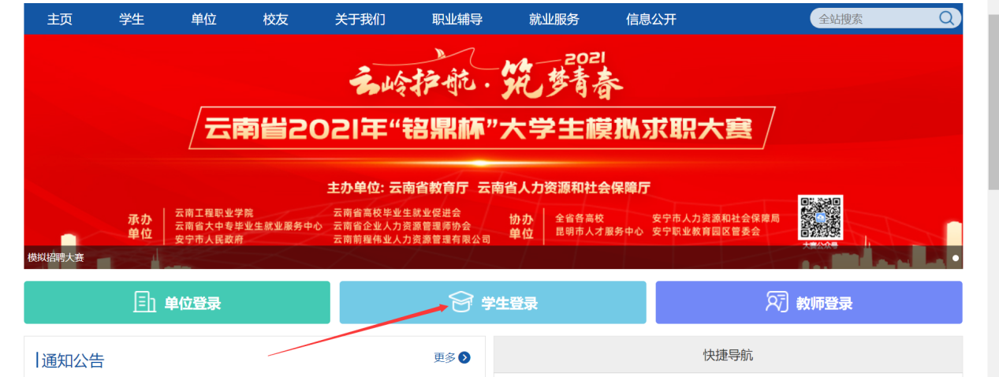 主页 学生 单位 校友 关于我们 职业辅导 就业服务 信息公开 全站搜索
2021
云岭护航·筑梦青春
云南省2021年“铭鼎杯”大学生模拟求职大赛
主办单位: 云南省教育厅 云南省人力资源和社会保障厅
承办单位
云南工程职业学院
云南省大中专毕业生就业服务中心
安宁市人民政府
云南省高校毕业生就业促进会
云南省企业人力资源管理师协会
云南前程伟业人力资源管理有限公司
协办单位
全省各高校
昆明市人才服务中心
安宁市人力资源和社会保障局
安宁职业教育园区管委会
大赛公众号
模拟招聘大赛
单位登录 学生登录 教师登录
通知公告 更多 快捷导航